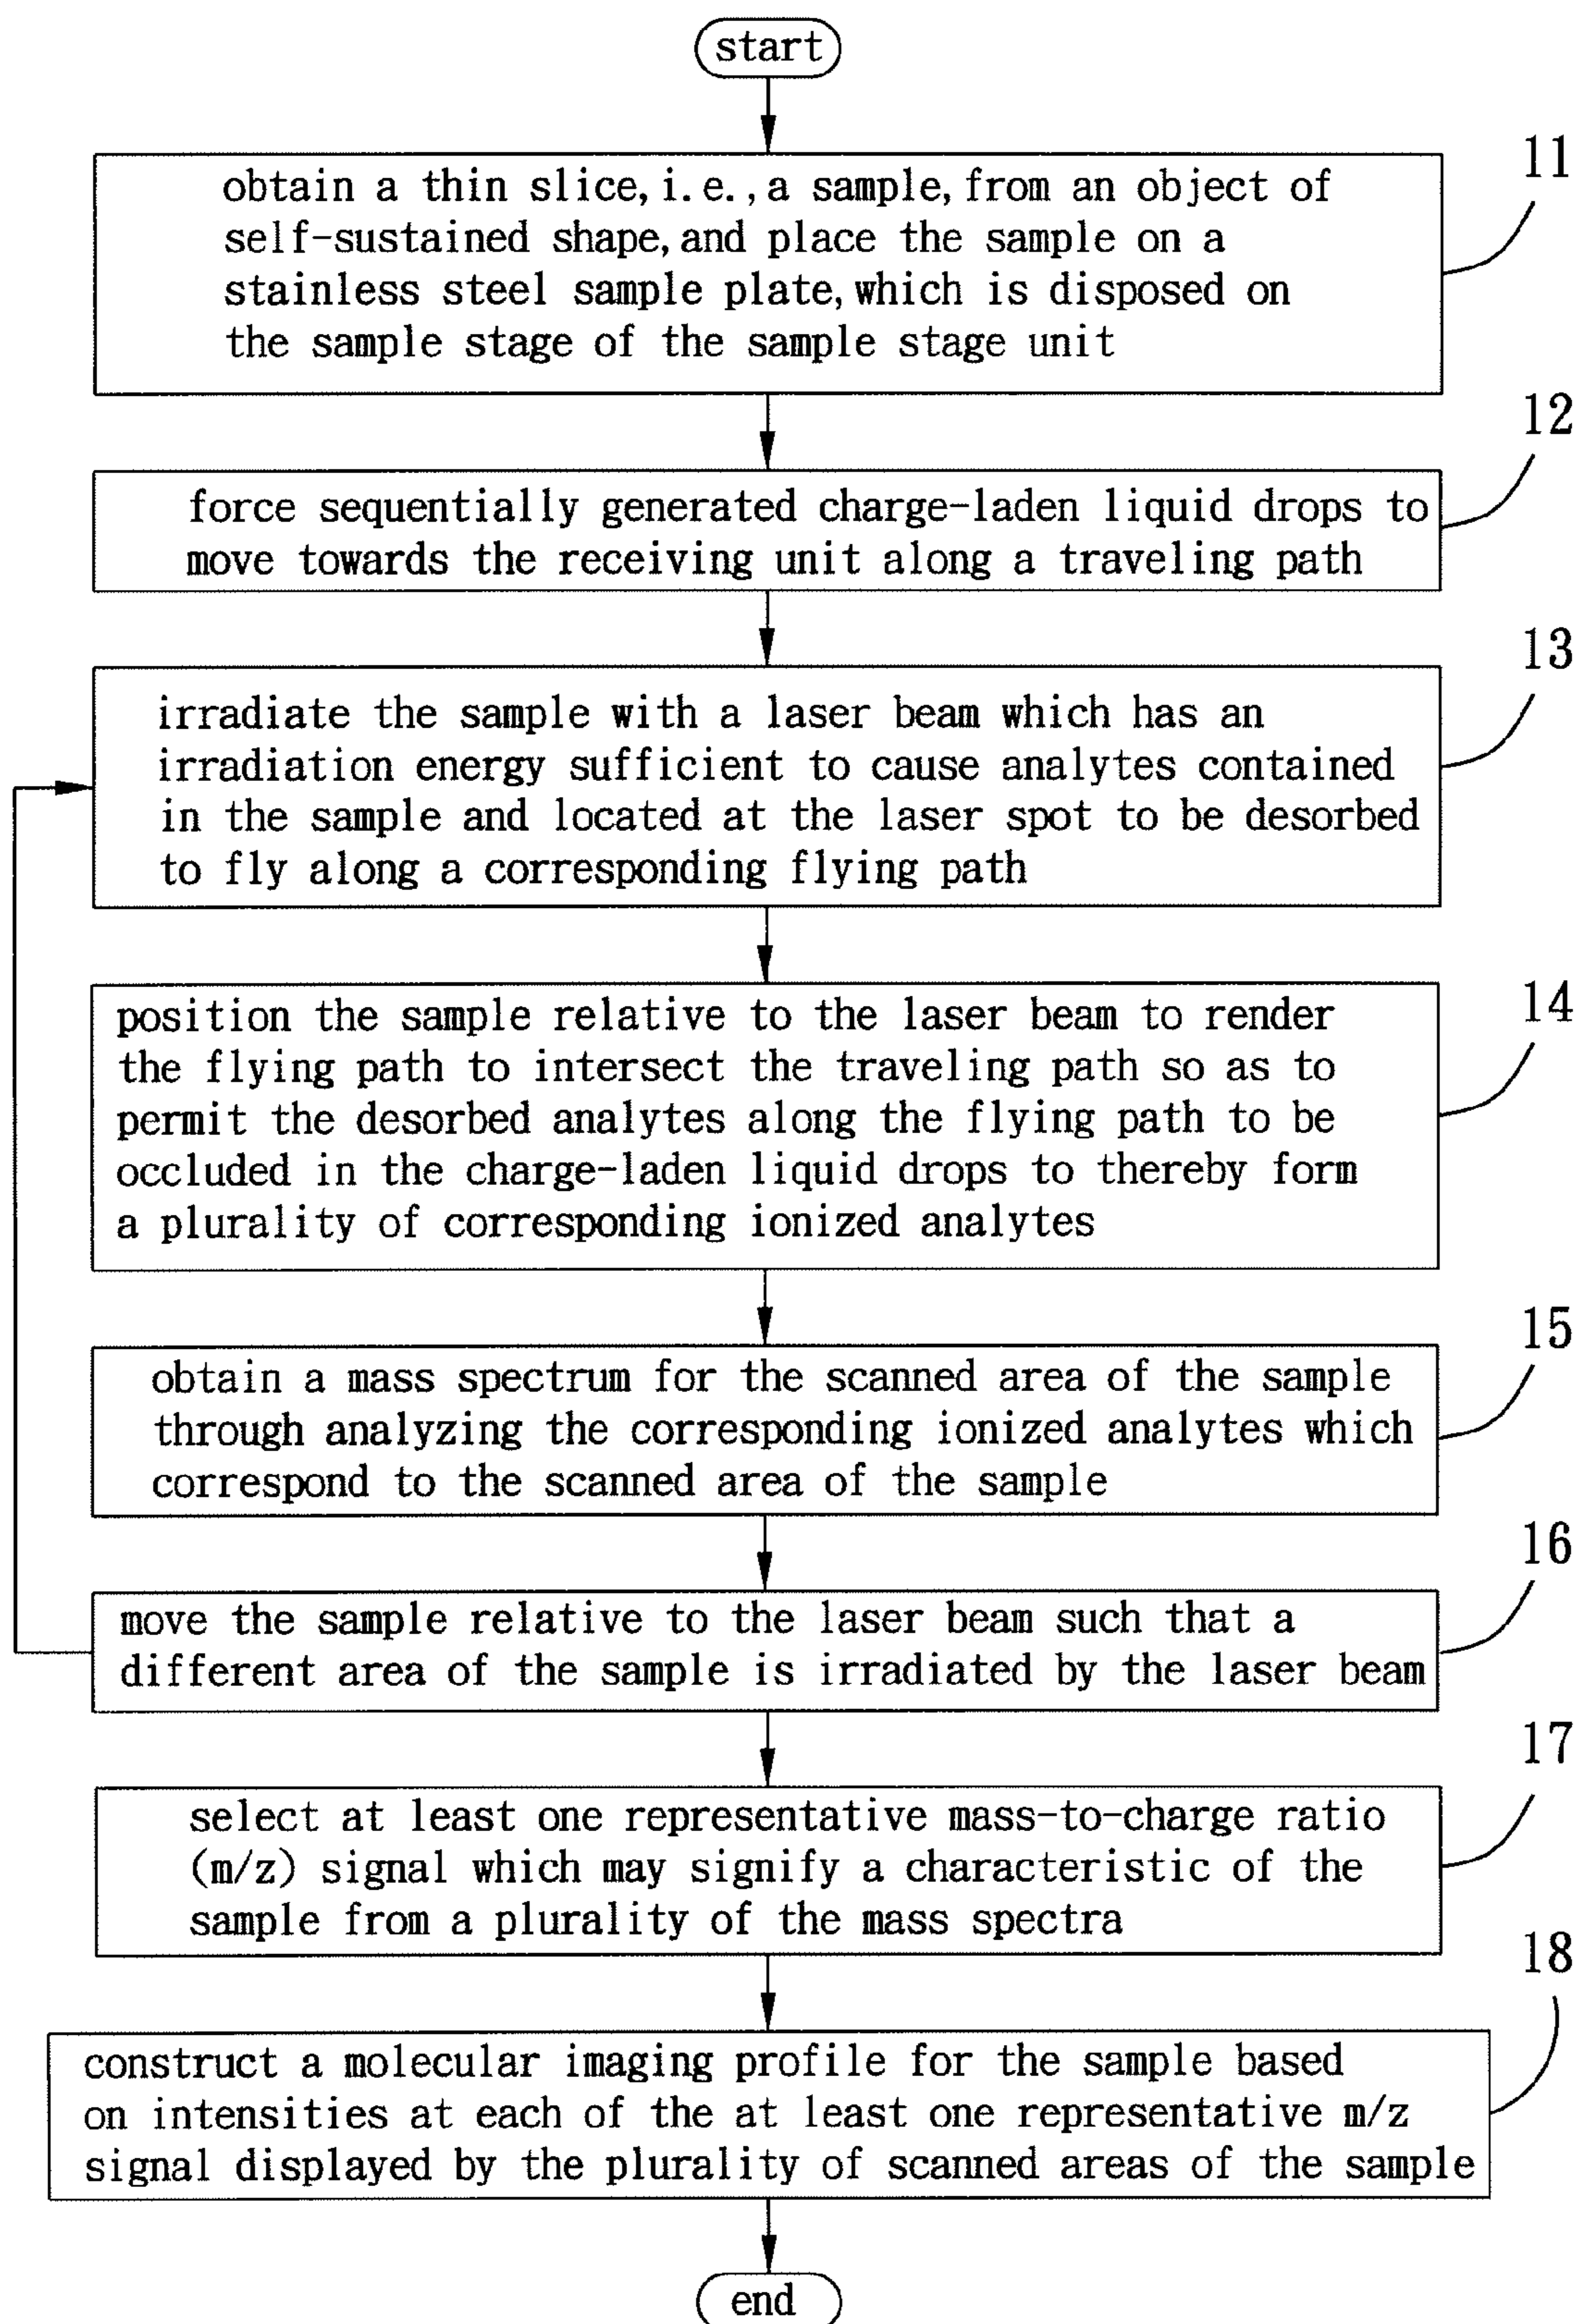 start
11
obtain a thin slice, i.e., a sample, from an object of
self-sustained shape, and place the sample on a
stainless steel sample plate, which is disposed on
the sample stage of the sample stage unit
12
force sequentially generated charge-laden liquid drops to
move towards the receiving unit along a traveling path
13
irradiate the sample with a laser beam which has an
irradiation energy sufficient to cause analytes contained
in the sample and located at the laser spot to be desorbed
to fly along a corresponding flying path
14
position the sample relative to the laser beam to render
the flying path to intersect the traveling path so as to
permit the desorbed analytes along the flying path to be
occluded in the charge-laden liquid drops to thereby form
a plurality of corresponding ionized analytes
15
obtain a mass spectrum for the scanned area of the sample
through analyzing the corresponding ionized analytes which
correspond to the scanned area of the sample
16
move the sample relative to the laser beam such that a
different area of the sample is irradiated by the laser beam
17
select at least one representative mass-to-charge ratio
(m/z) signal which may signify a characteristic of the
sample from a plurality of the mass spectra
18
construct a molecular imaging profile for the sample based
on intensities at each of the at least one representative m/z
signal displayed by the plurality of scanned areas of the sample
end